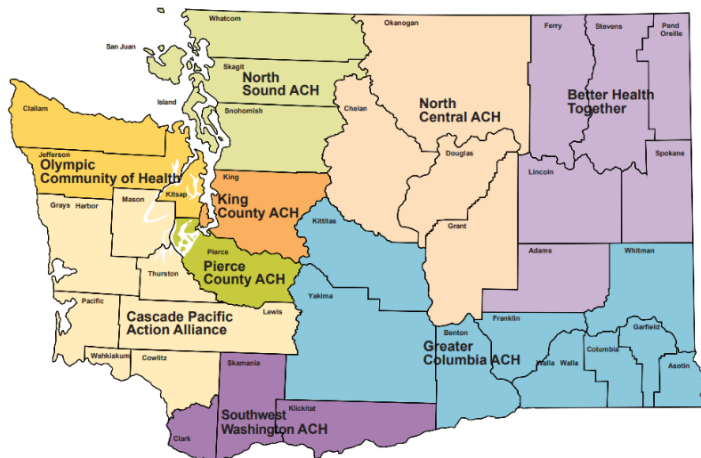 Whatcom
Okanogan
Ferry
Stevens
Pend
Oreille
San Juan
Skagit
North
Sound ACH
Island
Snohomish
Chelan
North
Central ACH
Better Health
Together
Clallam
Jefferson
Olympic
Community of Health
Kitsap
Douglas
Spokane
Lincoln
King
King
County ACH
Mason
Grays Harbor
Kittitas
Grant
Pierce
Pierce
County ACH
Adams
Whitman
Thurston
Yakima
Pacific
Lewis
Cascade Pacific
Action Alliance
Benton
Franklin
Greater
Columbia ACH
Garfield
Walla Walla
Columbia
Asotin
Wahkiakum
Cowlitz
Skamania
Klickitat
Southwest
Washington ACH
Clark